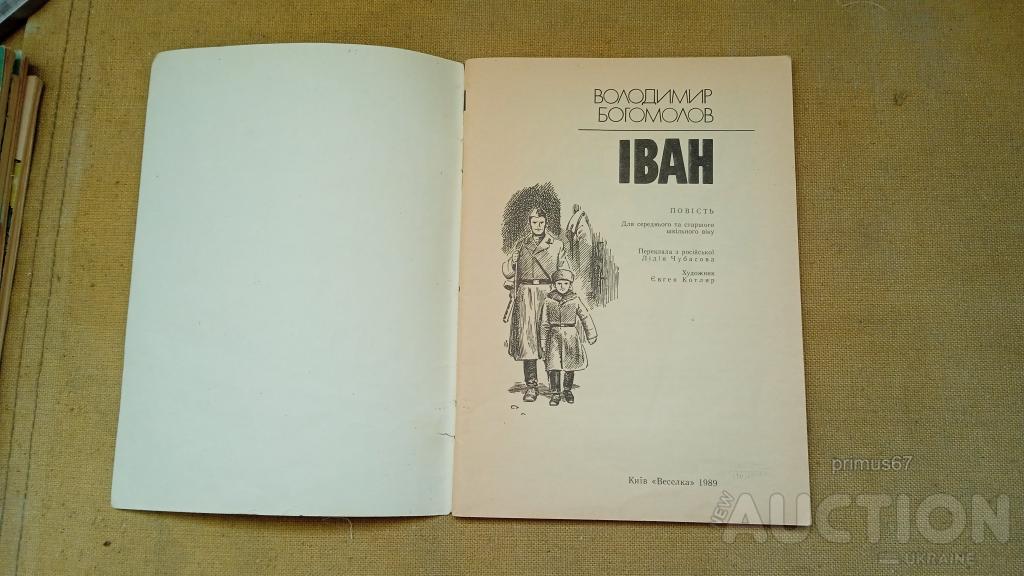 ВОЛОДИМИР
БОГОМОЛОВ
ІВАН
ПОВІСТЬ
Для середнього та старшого
шкільного віку
Переклала з російської
Лідія Чубасова
Художник
Євген Котляр
Київ «Веселка» 1989
primus67
NEW AUCTION
UKRAINE